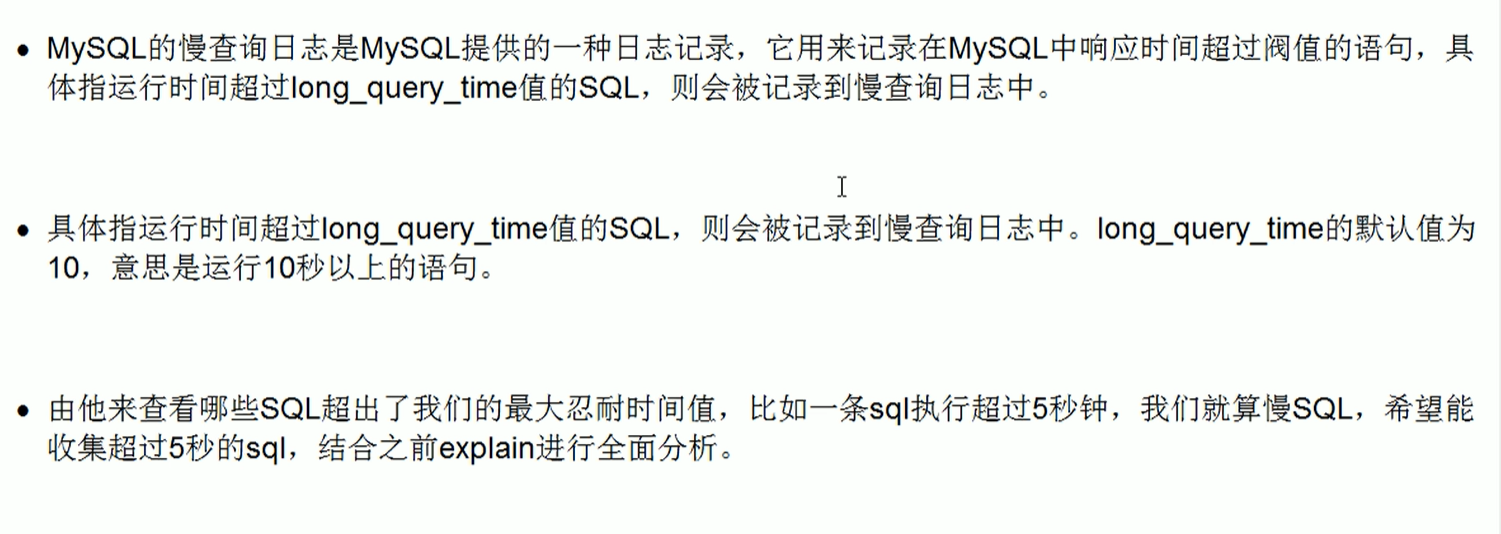 ● MySQL的慢查询日志是MySQL提供的一种日志记录，它用来记录在MySQL中响应时间超过阀值的语句，具
体指运行时间超过long_query_time值的SQL，则会被记录到慢查询日志中。
● 具体指运行时间超过long_query_time值的SQL，则会被记录到慢查询日志中。long_query_time的默认值为
10，意思是运行10秒以上的语句。
● 由他来查看哪些SQL超出了我们的最大忍耐时间值，比如一条sql执行超过5秒钟，我们就算慢SQL，希望能
收集超过5秒的sql，结合之前explain进行全面分析。